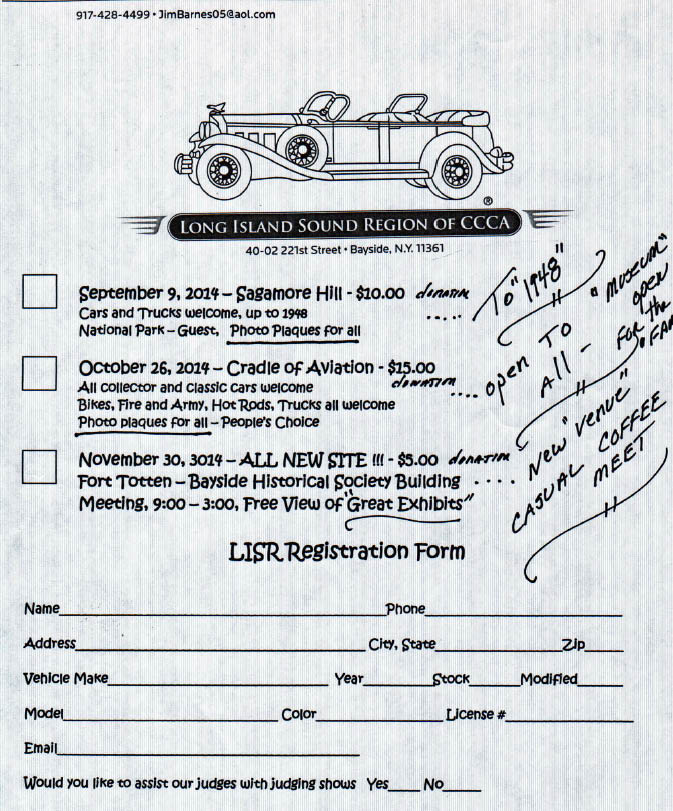 917-428-4499 • JimBarnes05@aol.com
®
LONG ISLAND SOUND REGION OF CCCA
40-02 221st Street • Bayside, N.Y. 11361
September 9, 2014 – Sagamore Hill - $10.00 donation
Cars and Trucks welcome, up to 1948 ..... To "1948"
National Park – Guest, Photo Plaques for all
October 26, 2014 – Cradle of Aviation - $15.00
All collector and classic cars welcome donation .... open To All - "MUSEUM" open FOR the "FAM
Bikes, Fire and Army, Hot Rods, Trucks all welcome
Photo plaques for all – People's Choice
November 30, 3014 – ALL NEW SITE !!! - $5.00 donation
Fort Totten – Bayside Historical Society Building .... New "venue"
Meeting, 9:00 – 3:00, Free View of "Great Exhibits"
CASUAL COFFEE
MEET
LISR Registration Form
Name Phone
Address City, State Zip
Vehicle Make Year Stock Modified
Model Color License #
Email
Would you like to assist our judges with judging shows Yes No